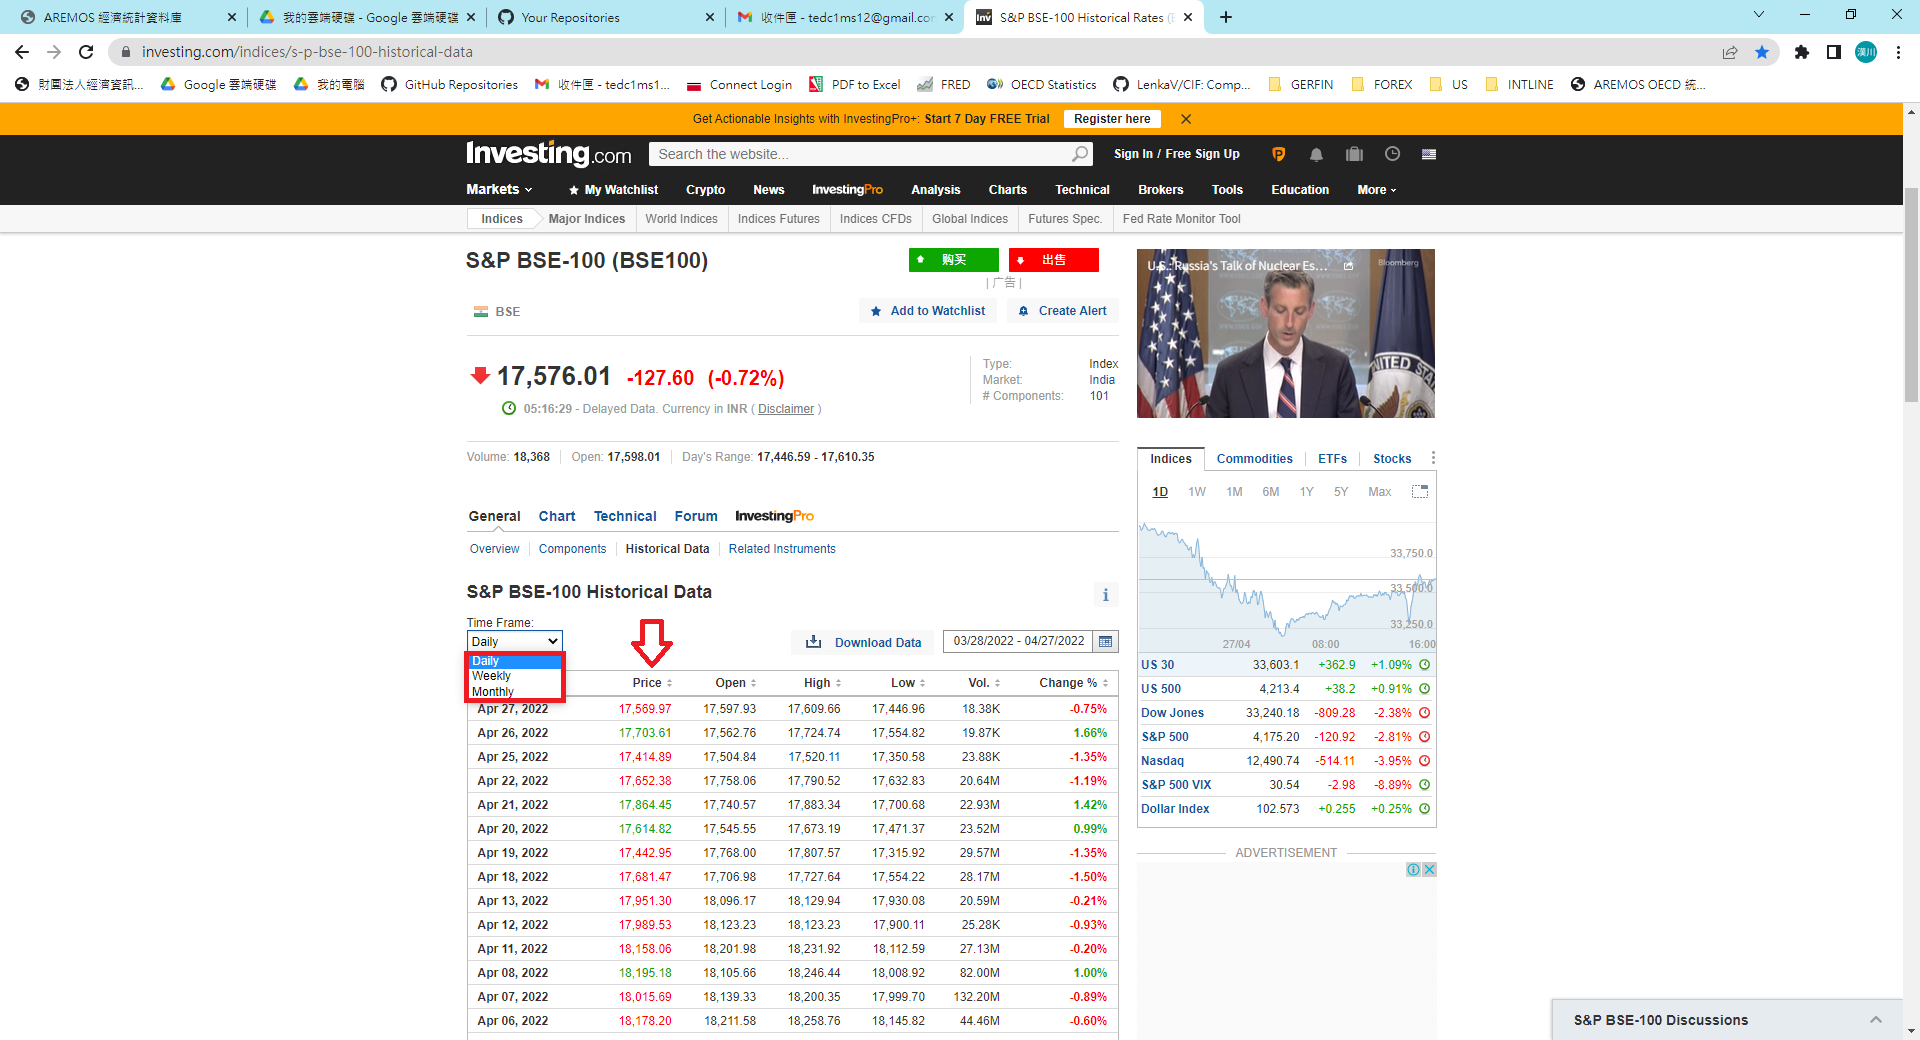 AREMOS 經濟統計資料庫
我的雲端硬碟 - Google 雲端硬碟
Your Repositories
收件匣 - tedc1ms12@gmail.com
S&P BSE-100 Historical Rates (
investing.com/indices/s-p-bse-100-historical-data
漢川
財團法人經濟資訊...
Google 雲端硬碟
我的電腦
GitHub Repositories
收件匣 - tedc1ms1...
Connect Login
PDF to Excel
FRED
OECD Statistics
LenkaV/CIF: Comp...
GERFIN
FOREX
US
INTLINE
AREMOS OECD 統...
Get Actionable Insights with InvestingPro+: Start 7 Day FREE Trial
Register here
Investing.com
Search the website...
Sign In / Free Sign Up
Markets
My Watchlist
Crypto
News
InvestingPro
Analysis
Charts
Technical
Brokers
Tools
Education
More
Indices
Major Indices
World Indices
Indices Futures
Indices CFDs
Global Indices
Futures Spec.
Fed Rate Monitor Tool
S&P BSE-100 (BSE100)
购买
出售
| 广告 |
BSE
Add to Watchlist
Create Alert
17,576.01 -127.60 (-0.72%)
05:16:29 - Delayed Data. Currency in INR ( Disclaimer )
Type: Index
Market: India
# Components: 101
Volume: 18,368
Open: 17,598.01
Day's Range: 17,446.59 - 17,610.35
General
Chart
Technical
Forum
InvestingPro
Overview
Components
Historical Data
Related Instruments
S&P BSE-100 Historical Data
i
Time Frame:
Daily
Daily
Weekly
Monthly
Download Data
03/28/2022 - 04/27/2022
Price Open High Low Vol. Change %
Apr 27, 2022 17,569.97 17,597.93 17,609.66 17,446.96 18.38K -0.75%
Apr 26, 2022 17,703.61 17,562.76 17,724.74 17,554.82 19.87K 1.66%
Apr 25, 2022 17,414.89 17,504.84 17,520.11 17,350.58 23.88K -1.35%
Apr 22, 2022 17,652.38 17,758.06 17,790.52 17,632.83 20.64M -1.19%
Apr 21, 2022 17,864.45 17,740.57 17,883.34 17,700.68 22.93M 1.42%
Apr 20, 2022 17,614.82 17,545.55 17,673.19 17,471.37 23.52M 0.99%
Apr 19, 2022 17,442.95 17,768.00 17,807.57 17,315.92 29.57M -1.35%
Apr 18, 2022 17,681.47 17,706.98 17,727.64 17,554.22 28.17M -1.50%
Apr 13, 2022 17,951.30 18,096.17 18,129.94 17,930.08 20.59M -0.21%
Apr 12, 2022 17,989.53 18,123.23 18,123.23 17,900.11 25.28K -0.93%
Apr 11, 2022 18,158.06 18,201.98 18,231.92 18,112.59 27.13M -0.20%
Apr 08, 2022 18,195.18 18,105.66 18,246.44 18,008.92 82.00M 1.00%
Apr 07, 2022 18,015.69 18,139.33 18,200.35 17,999.70 132.20M -0.89%
Apr 06, 2022 18,178.20 18,211.58 18,258.76 18,145.82 44.46M -0.60%
U.S.: Russia's Talk of Nuclear Es...
Bloomberg
UNITED
STATES
Indices
Commodities
ETFs
Stocks
1D 1W 1M 6M 1Y 5Y Max
33,750.0
33,500.0
33,250.0
27/04 08:00 16:00
US 30 33,603.1 +362.9 +1.09%
US 500 4,213.4 +38.2 +0.91%
Dow Jones 33,240.18 -809.28 -2.38%
S&P 500 4,175.20 -120.92 -2.81%
Nasdaq 12,490.74 -514.11 -3.95%
S&P 500 VIX 30.54 -2.98 -8.89%
Dollar Index 102.573 +0.255 +0.25%
ADVERTISEMENT
S&P BSE-100 Discussions